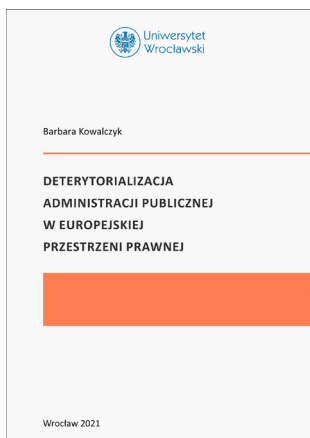 Uniwersytet
Wrocławski
Barbara Kowalczyk
DETERYTORIALIZACJA
ADMINISTRACJI PUBLICZNEJ
W EUROPEJSKIEJ
PRZESTRZENI PRAWNEJ
Wrocław 2021